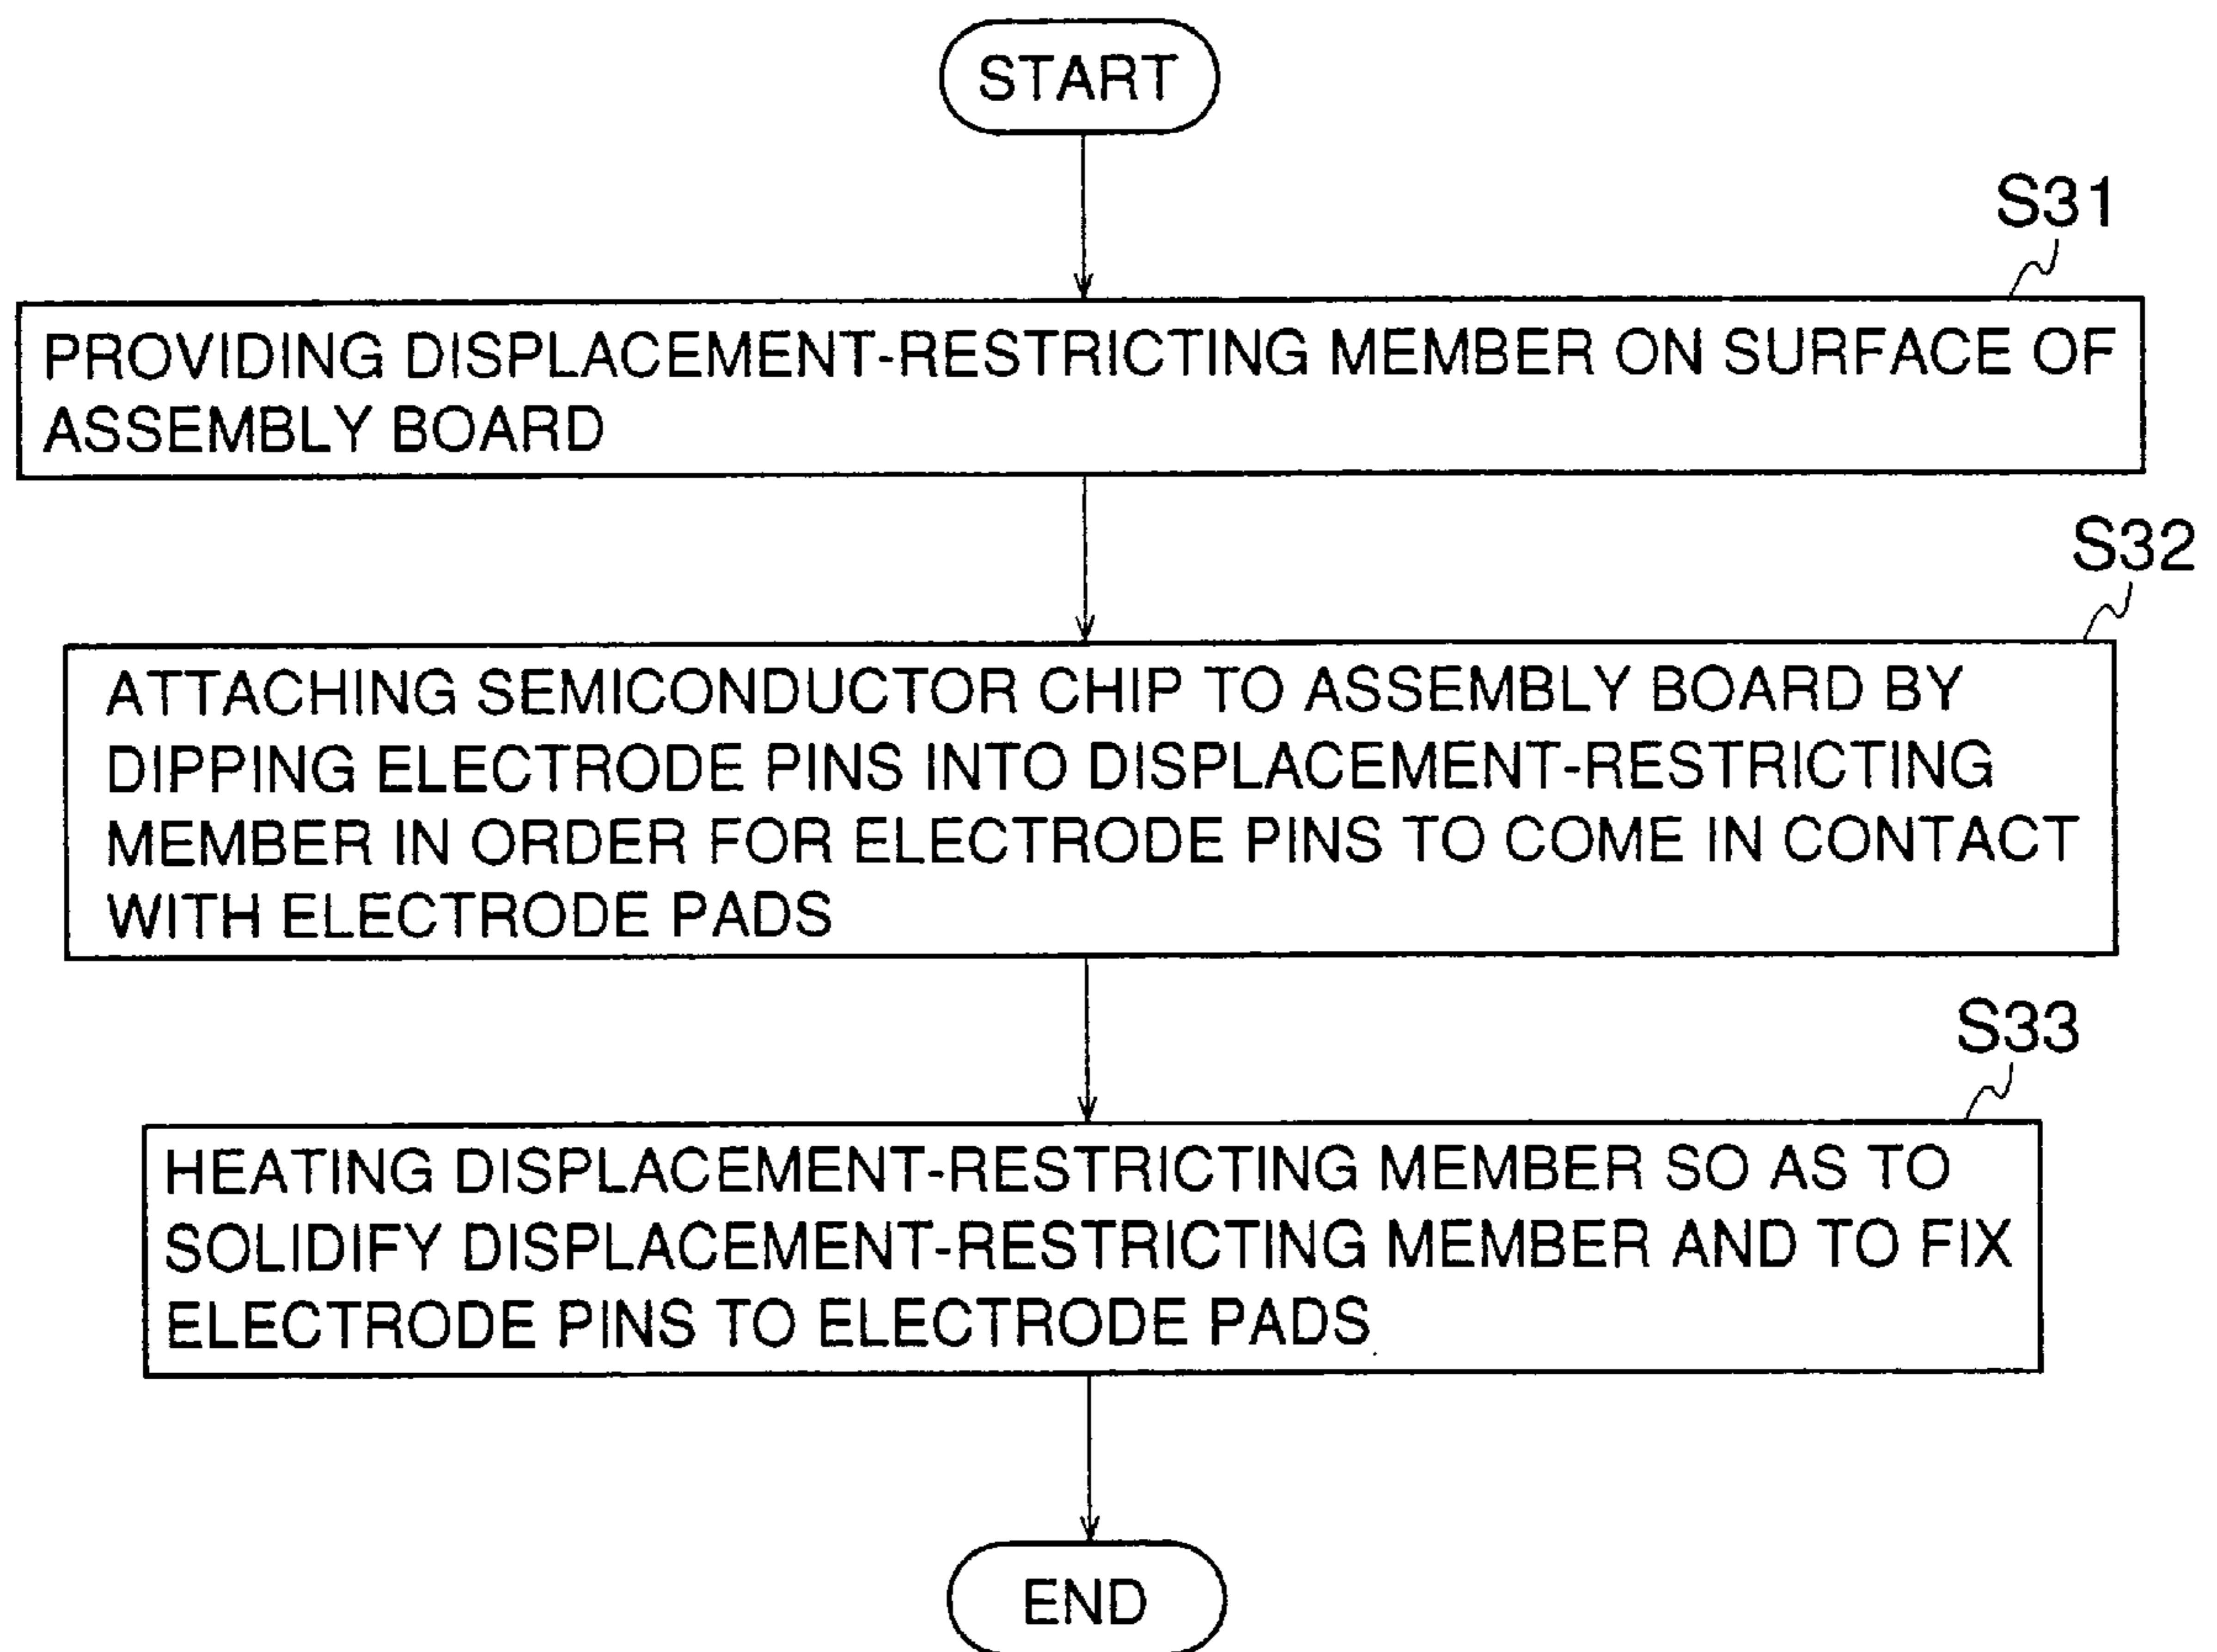 START
S31
PROVIDING DISPLACEMENT-RESTRICTING MEMBER ON SURFACE OF
ASSEMBLY BOARD
S32
ATTACHING SEMICONDUCTOR CHIP TO ASSEMBLY BOARD BY
DIPPING ELECTRODE PINS INTO DISPLACEMENT-RESTRICTING
MEMBER IN ORDER FOR ELECTRODE PINS TO COME IN CONTACT
WITH ELECTRODE PADS
S33
HEATING DISPLACEMENT-RESTRICTING MEMBER SO AS TO
SOLIDIFY DISPLACEMENT-RESTRICTING MEMBER AND TO FIX
ELECTRODE PINS TO ELECTRODE PADS
END